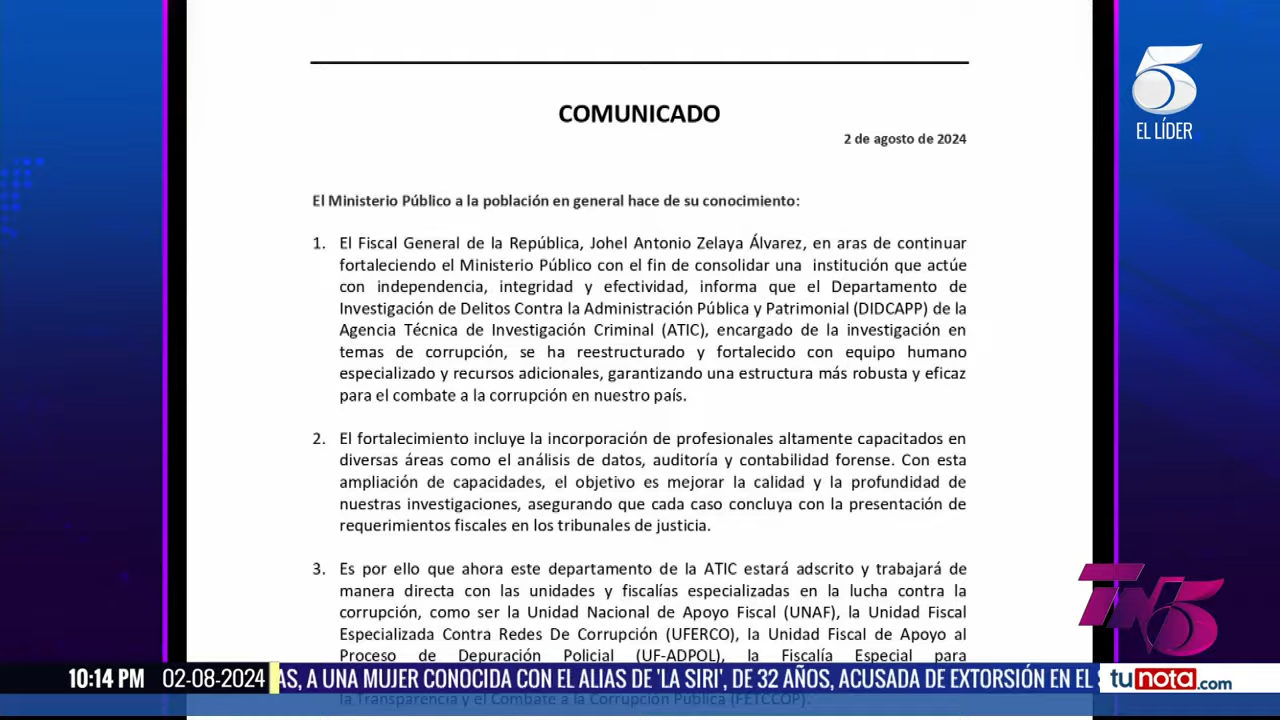 5
EL LÍDER
COMUNICADO
2 de agosto de 2024
El Ministerio Público a la población en general hace de su conocimiento:
1. El Fiscal General de la República, Johel Antonio Zelaya Álvarez, en aras de continuar
fortaleciendo el Ministerio Público con el fin de consolidar una institución que actúe
con independencia, integridad y efectividad, informa que el Departamento de
Investigación de Delitos Contra la Administración Pública y Patrimonial (DIDCAPP) de la
Agencia Técnica de Investigación Criminal (ATIC), encargado de la investigación en
temas de corrupción, se ha reestructurado y fortalecido con equipo humano
especializado y recursos adicionales, garantizando una estructura más robusta y eficaz
para el combate a la corrupción en nuestro país.
2. El fortalecimiento incluye la incorporación de profesionales altamente capacitados en
diversas áreas como el análisis de datos, auditoría y contabilidad forense. Con esta
ampliación de capacidades, el objetivo es mejorar la calidad y la profundidad de
nuestras investigaciones, asegurando que cada caso concluya con la presentación de
requerimientos fiscales en los tribunales de justicia.
3. Es por ello que ahora este departamento de la ATIC estará adscrito y trabajará de
manera directa con las unidades y fiscalías especializadas en la lucha contra la
corrupción, como ser la Unidad Nacional de Apoyo Fiscal (UNAF), la Unidad Fiscal
Especializada Contra Redes De Corrupción (UFERCO), la Unidad Fiscal de Apoyo al
Proceso de Depuración Policial (UF-ADPOL), la Fiscalía Especial para
la Transparencia y el Combate a la Corrupción Pública (FETCCOP).
TN5
10:14 PM 02-08-2024 AS, A UNA MUJER CONOCIDA CON EL ALIAS DE 'LA SIRI', DE 32 AÑOS, ACUSADA DE EXTORSIÓN EN EL
tunota.com